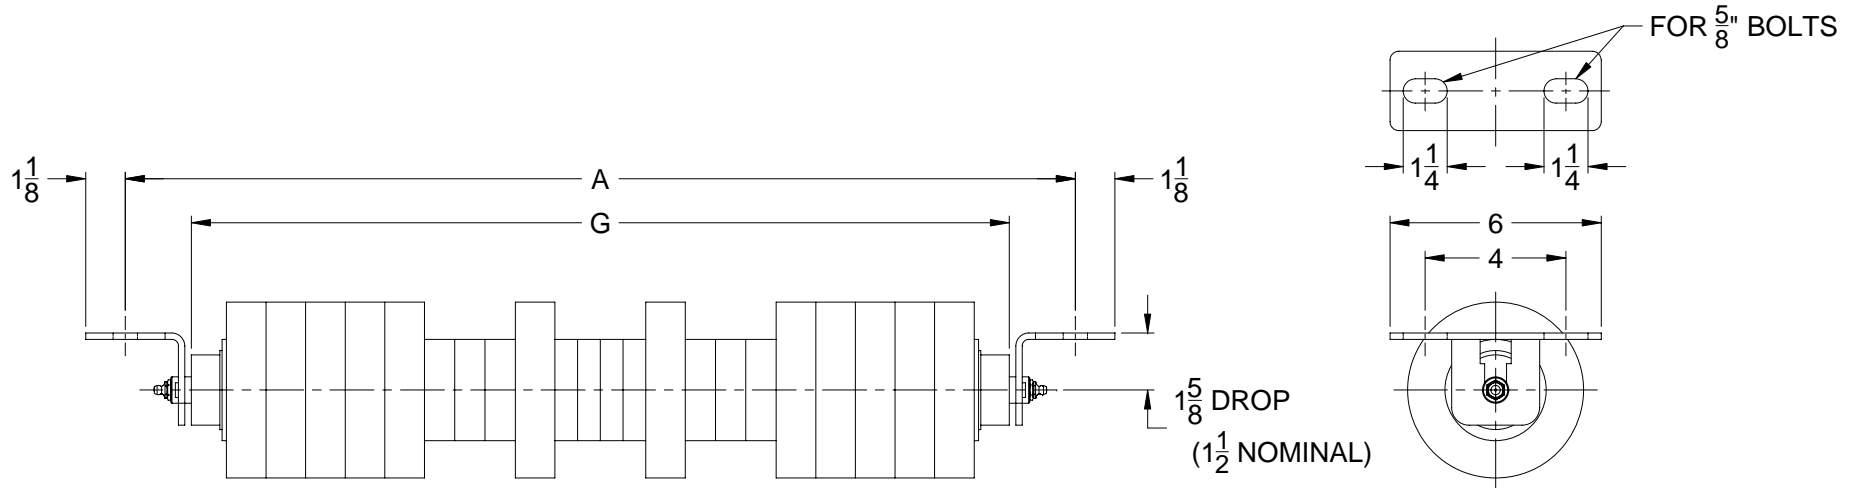 FOR 5/8" BOLTS
1 1/4 1 1/4
1 1/8 A 1 1/8
G
6
4
1 5/8 DROP
(1 1/2 NOMINAL)